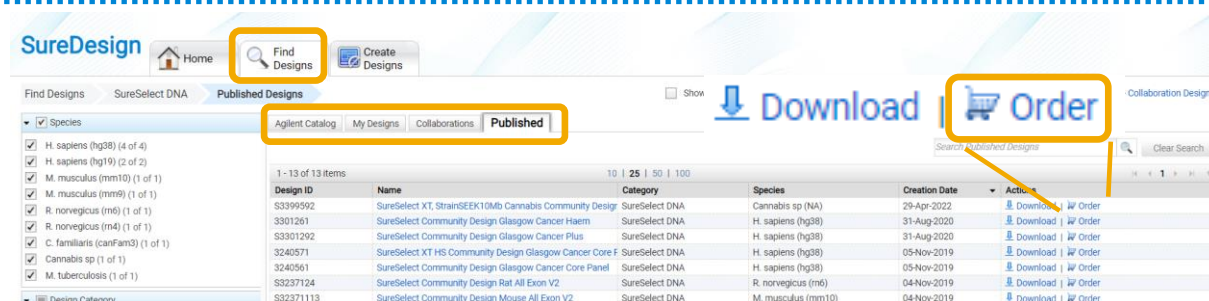 SureDesign
Home
Find Designs
Create Designs
Find Designs SureSelect DNA Published Designs
Show
Download | Order
Collaboration Design
Species
H. sapiens (hg38) (4 of 4)
H. sapiens (hg19) (2 of 2)
M. musculus (mm10) (1 of 1)
M. musculus (mm9) (1 of 1)
R. norvegicus (rn6) (1 of 1)
R. norvegicus (rn4) (1 of 1)
C. familiaris (canFam3) (1 of 1)
Cannabis sp (1 of 1)
M. tuberculosis (1 of 1)
Design Category
Agilent Catalog My Designs Collaborations Published
Search Published Designs Clear Search
1 - 13 of 13 items 10 | 25 | 50 | 100 1
Design ID Name Category Species Creation Date Actions
S3399592 SureSelect XT, StrainSEEK10Mb Cannabis Community Desigr SureSelect DNA Cannabis sp (NA) 29-Apr-2022 Download | Order
3301261 SureSelect Community Design Glasgow Cancer Haem SureSelect DNA H. sapiens (hg38) 31-Aug-2020 Download | Order
S3301292 SureSelect Community Design Glasgow Cancer Plus SureSelect DNA H. sapiens (hg38) 31-Aug-2020 Download | Order
3240571 SureSelect XT HS Community Design Glasgow Cancer Core F SureSelect DNA H. sapiens (hg38) 05-Nov-2019 Download | Order
3240561 SureSelect Community Design Glasgow Cancer Core Panel SureSelect DNA H. sapiens (hg38) 05-Nov-2019 Download | Order
S3237124 SureSelect Community Design Rat All Exon V2 SureSelect DNA R. norvegicus (rn6) 04-Nov-2019 Download | Order
S32371113 SureSelect Community Design Mouse All Exon V2 SureSelect DNA M. musculus (mm10) 04-Nov-2019 Download | Order